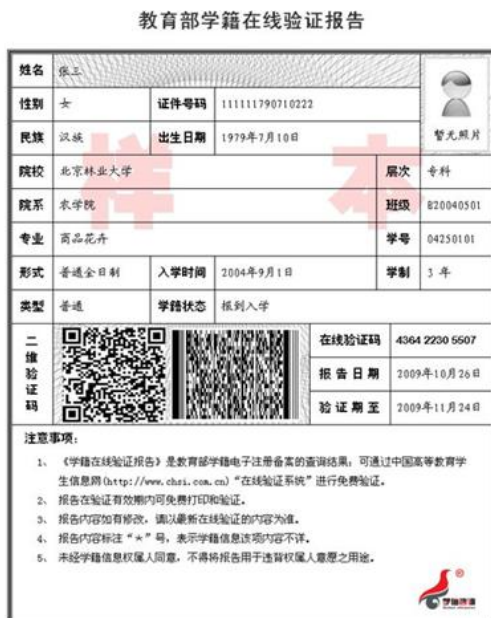 教育部学籍在线验证报告
姓名 张三
性别 女 证件号码 111111790710222
民族 汉族 出生日期 1979年7月10日
暂无照片
样本
院校 北京林业大学 层次 专科
院系 农学院 班级 820040501
专业 商品花卉 学号 04250101
形式 普通全日制 入学时间 2004年9月1日 学制 3 年
类型 普通 学籍状态 报到入学
二维验证码
在线验证码 4364 2230 5507
报告日期 2009年10月26日
验证期至 2009年11月24日
注意事项:
1、 《学籍在线验证报告》是教育部学籍电子注册备案的查询结果,可通过中国高等教育学
生信息网(http://www.chsi.com.cn)“在线验证系统”进行免费验证。
2、 报告在验证有效期内可免费打印和验证。
3、 报告内容如有修改,请以最新在线验证的内容为准。
4、 报告内容标注“*”号,表示学籍信息该项内容不详。
5、 未经学籍信息权属人同意,不得将报告用于违背权属人意愿之用途。